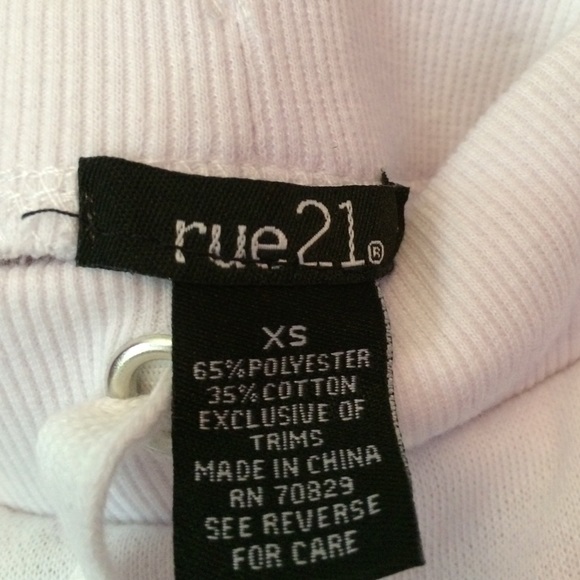 rue21®
XS
65%POLYESTER
35%COTTON
EXCLUSIVE OF
TRIMS
MADE IN CHINA
RN 70829
SEE REVERSE
FOR CARE